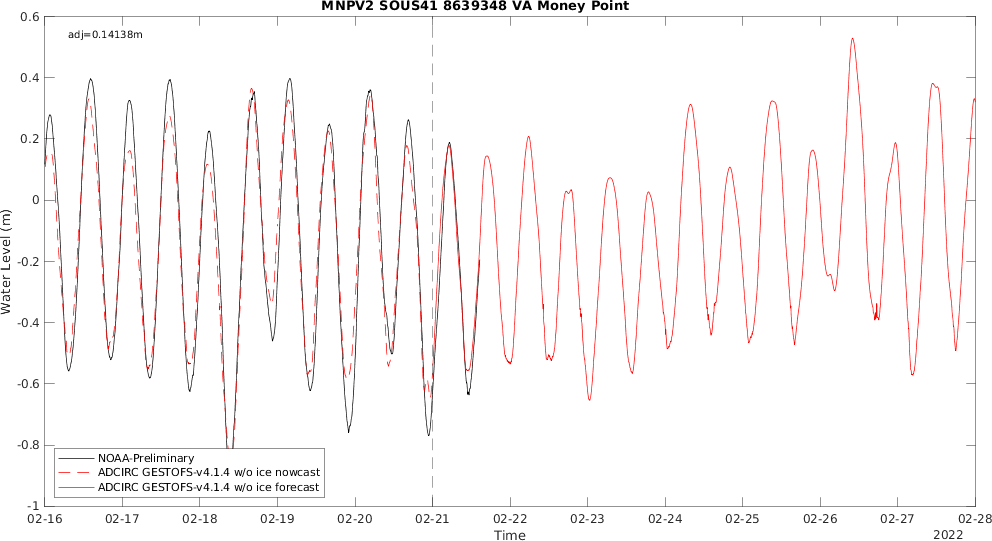 MNPV2 SOUS41 8639348 VA Money Point
adj=0.14138m
0.6
0.4
0.2
0
-0.2
-0.4
-0.6
-0.8
-1
Water Level (m)
NOAA-Preliminary
ADCIRC GESTOFS-v4.1.4 w/o ice nowcast
ADCIRC GESTOFS-v4.1.4 w/o ice forecast
02-16 02-17 02-18 02-19 02-20 02-21 02-22 02-23 02-24 02-25 02-26 02-27 02-28
Time
2022